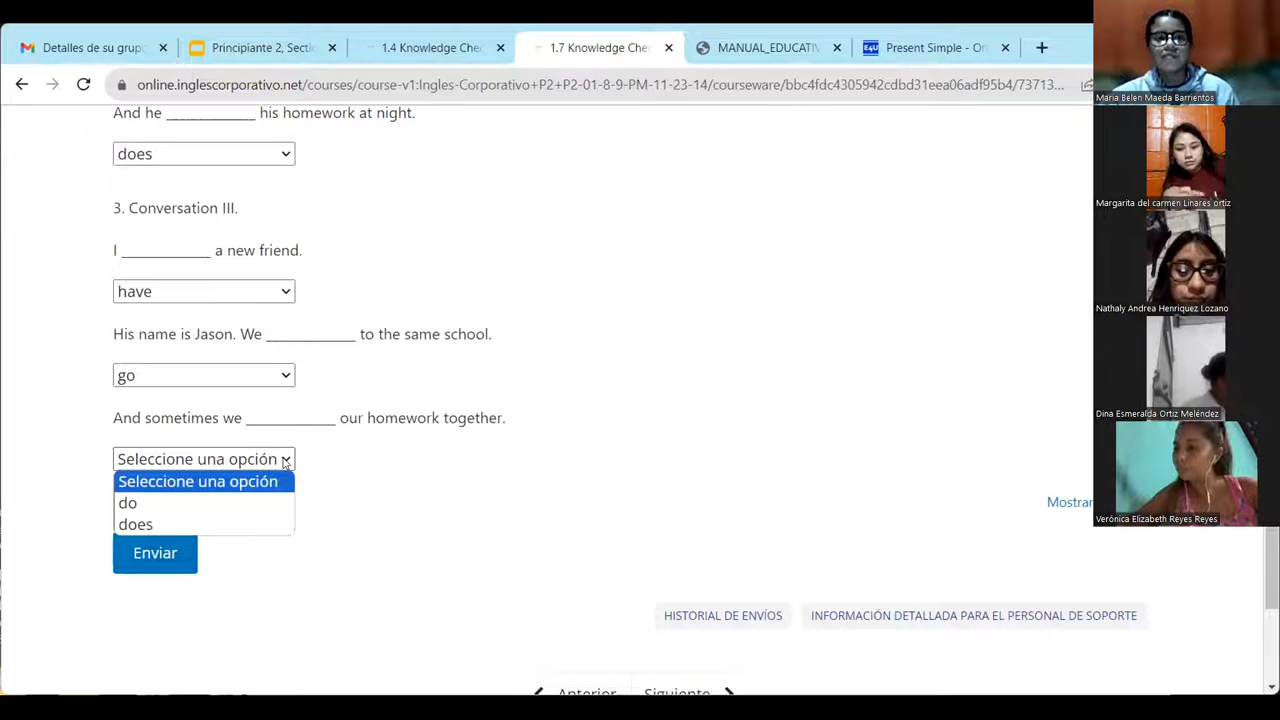 Detalles de su grupo
Principiante 2, Secti
1.4 Knowledge Che
1.7 Knowledge Che
MANUAL_EDUCATIV
Present Simple - On
online.inglescorporativo.net/courses/course-v1:Ingles-Corporativo+P2+P2-01-8-9-PM-11-23-14/courseware/bbc4fdc4305942cdbd31eea06adf95b4/73713...
And he ____________ his homework at night.
does
3. Conversation III.
I ____________ a new friend.
have
His name is Jason. We ____________ to the same school.
go
And sometimes we ____________ our homework together.
Seleccione una opción
Seleccione una opción
do
does
Mostrar
Enviar
HISTORIAL DE ENVÍOS
INFORMACIÓN DETALLADA PARA EL PERSONAL DE SOPORTE
Anterior
Siguiente
Maria Belen Maeda Barrientos
Margarita del carmen Linares ortiz
Nathaly Andrea Henriquez Lozano
Dina Esmeralda Ortiz Meléndez
Verónica Elizabeth Reyes Reyes